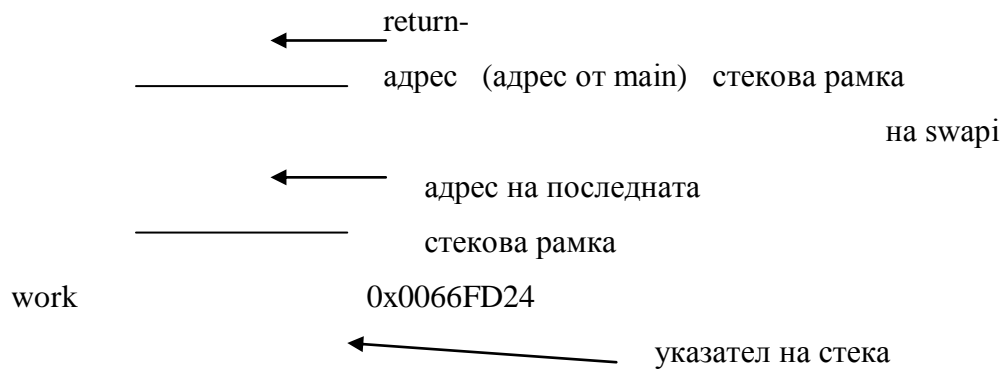 return-
адрес (адрес от main) стекова рамка
на swapi
адрес на последната
стекова рамка
work 0x0066FD24
указател на стека